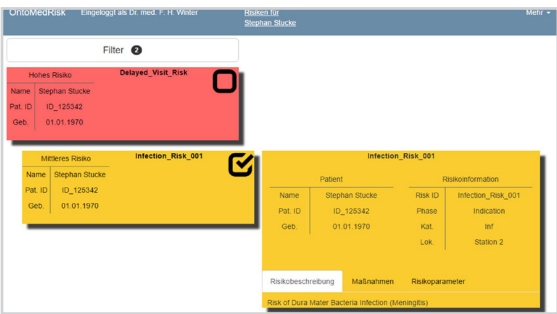 OntoMedRisk Eingeloggt als Dr. med. F. H. Winter Risiken für Mehr
Stephan Stucke
Filter 2
Hohes Risiko Delayed_Visit_Risk
Name Stephan Stucke
Pat. ID ID_125342
Geb. 01.01.1970
Mittleres Risiko Infection_Risk_001
Name Stephan Stucke
Pat. ID ID_125342
Geb. 01.01.1970
Infection_Risk_001
Patient Risikoinformation
Name Stephan Stucke Risk ID Infection_Risk_001
Pat. ID ID_125342 Phase Indication
Geb. 01.01.1970 Kat. Inf
Lok. Station 2
Risikobeschreibung Maßnahmen Risikoparameter
Risk of Dura Mater Bacteria Infection (Meningitis)